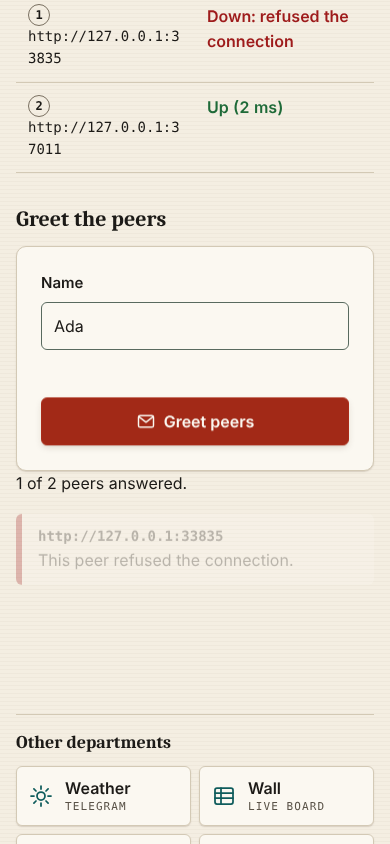 1
http://127.0.0.1:3
3835
Down: refused the
connection
2
http://127.0.0.1:3
7011
Up (2 ms)
Greet the peers
Name
Ada
Greet peers
1 of 2 peers answered.
http://127.0.0.1:33835
This peer refused the connection.
Other departments
Weather
TELEGRAM
Wall
LIVE BOARD